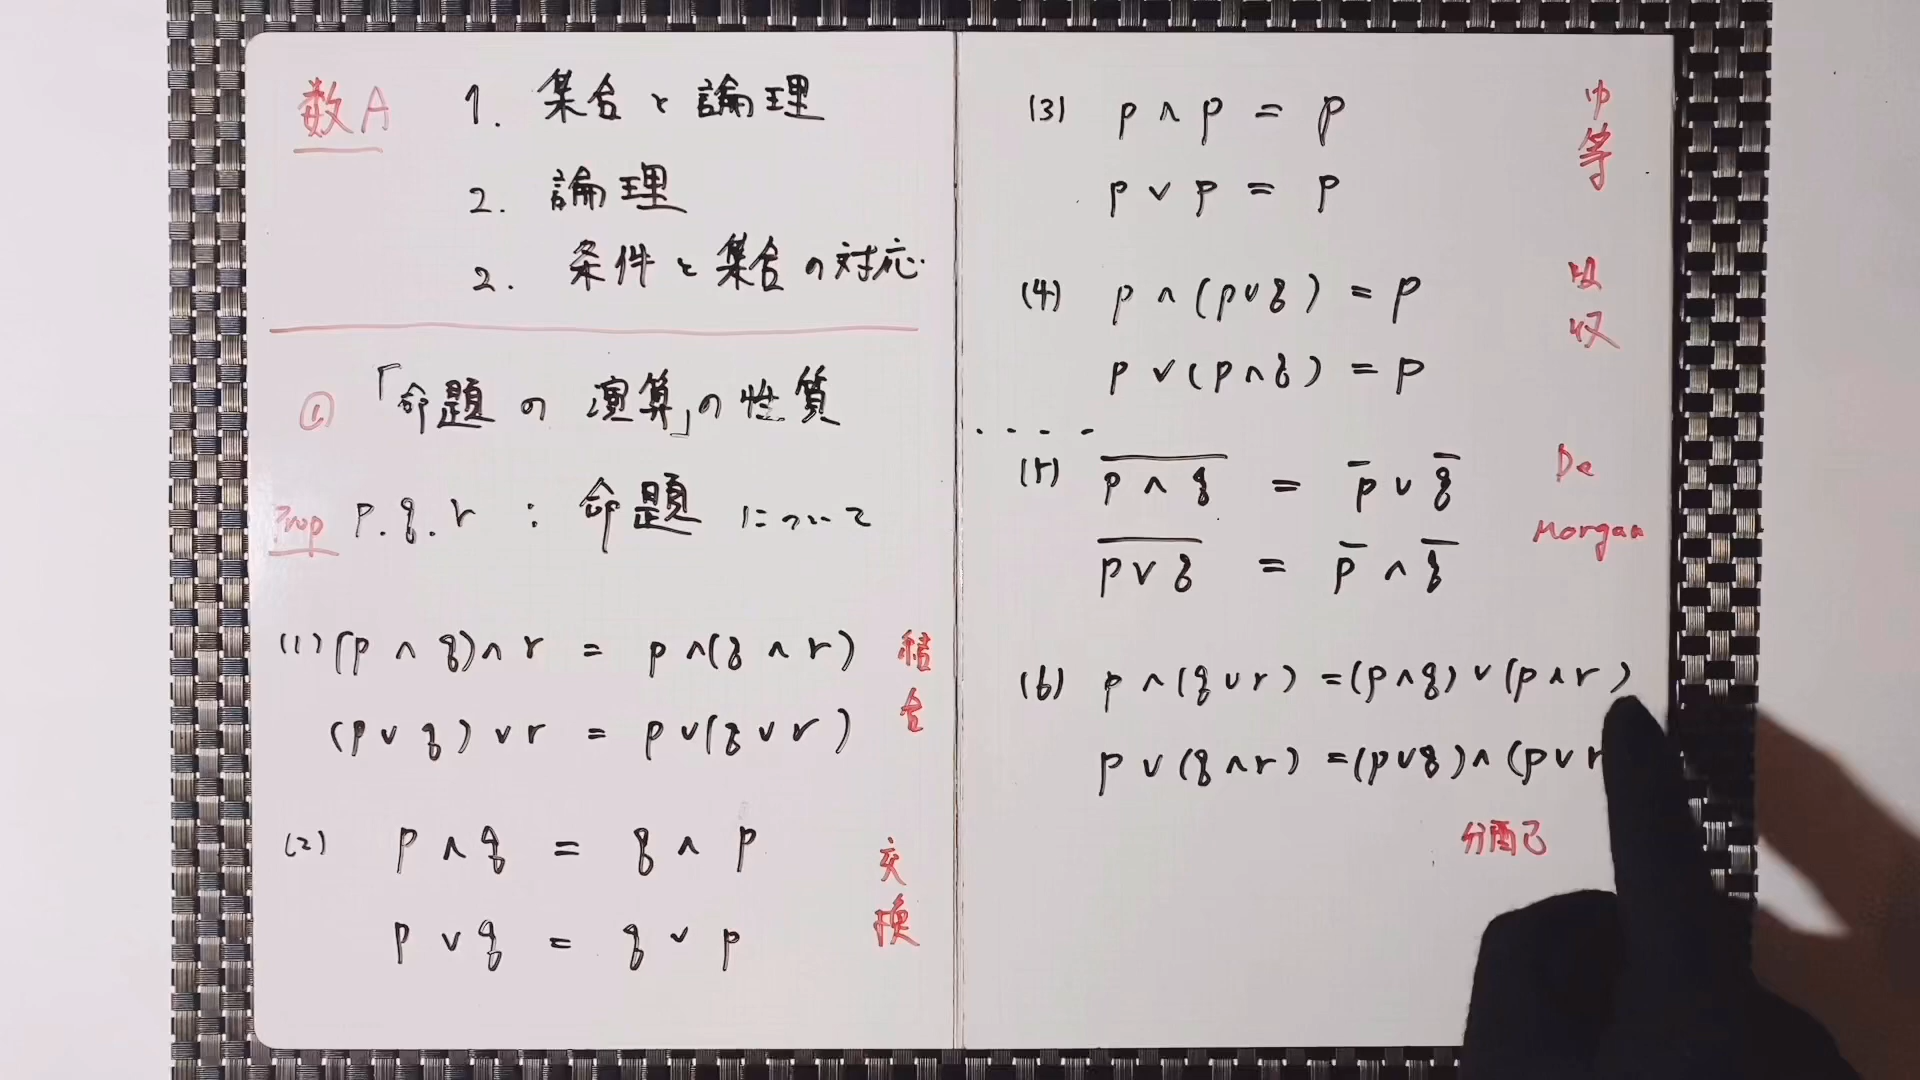 数A 1. 集合と論理
2. 論理
2. 条件と集合の対応
① 「命題の演算」の性質
Prop p.q.r : 命題 について
(1) (p ∧ q) ∧ r = p ∧ (q ∧ r) 結合
(p ∨ q) ∨ r = p ∨ (q ∨ r)
(2) p ∧ q = q ∧ p 交換
p ∨ q = q ∨ p
(3) p ∧ p = p 巾等
p ∨ p = p
(4) p ∧ (p ∨ q) = p 吸収
p ∨ (p ∧ q) = p
(5) p̅ ̅∧̅ ̅q̅ = p̅ ∨ q̅ De Morgan
p̅ ̅∨̅ ̅q̅ = p̅ ∧ q̅
(6) p ∧ (q ∨ r) = (p ∧ q) ∨ (p ∧ r)
p ∨ (q ∧ r) = (p ∨ q) ∧ (p ∨ r
分配